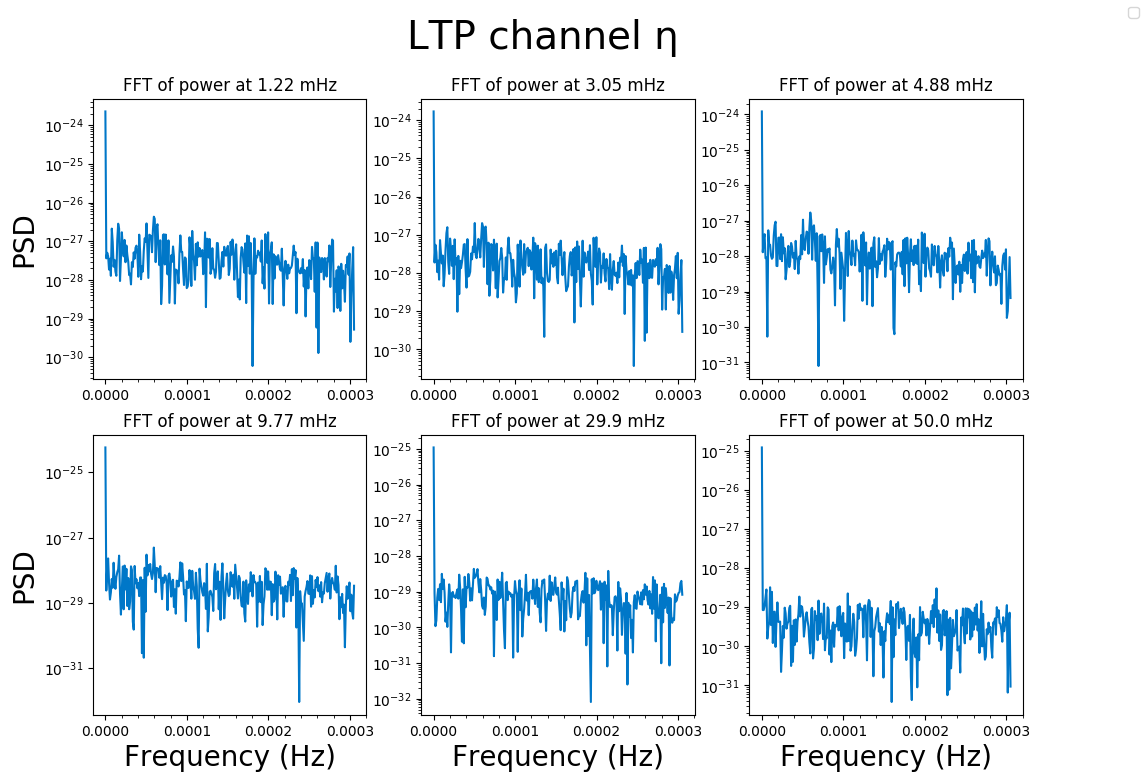 LTP channel η
FFT of power at 1.22 mHz
FFT of power at 3.05 mHz
FFT of power at 4.88 mHz
PSD
10⁻²⁴
10⁻²⁵
10⁻²⁶
10⁻²⁷
10⁻²⁸
10⁻²⁹
10⁻³⁰
0.0000 0.0001 0.0002 0.0003
10⁻²⁴
10⁻²⁵
10⁻²⁶
10⁻²⁷
10⁻²⁸
10⁻²⁹
10⁻³⁰
0.0000 0.0001 0.0002 0.0003
10⁻²⁴
10⁻²⁵
10⁻²⁶
10⁻²⁷
10⁻²⁸
10⁻²⁹
10⁻³⁰
10⁻³¹
0.0000 0.0001 0.0002 0.0003
FFT of power at 9.77 mHz
FFT of power at 29.9 mHz
FFT of power at 50.0 mHz
PSD
10⁻²⁵
10⁻²⁷
10⁻²⁹
10⁻³¹
0.0000 0.0001 0.0002 0.0003
Frequency (Hz)
10⁻²⁵
10⁻²⁶
10⁻²⁷
10⁻²⁸
10⁻²⁹
10⁻³⁰
10⁻³¹
10⁻³²
0.0000 0.0001 0.0002 0.0003
Frequency (Hz)
10⁻²⁵
10⁻²⁶
10⁻²⁷
10⁻²⁸
10⁻²⁹
10⁻³⁰
10⁻³¹
0.0000 0.0001 0.0002 0.0003
Frequency (Hz)